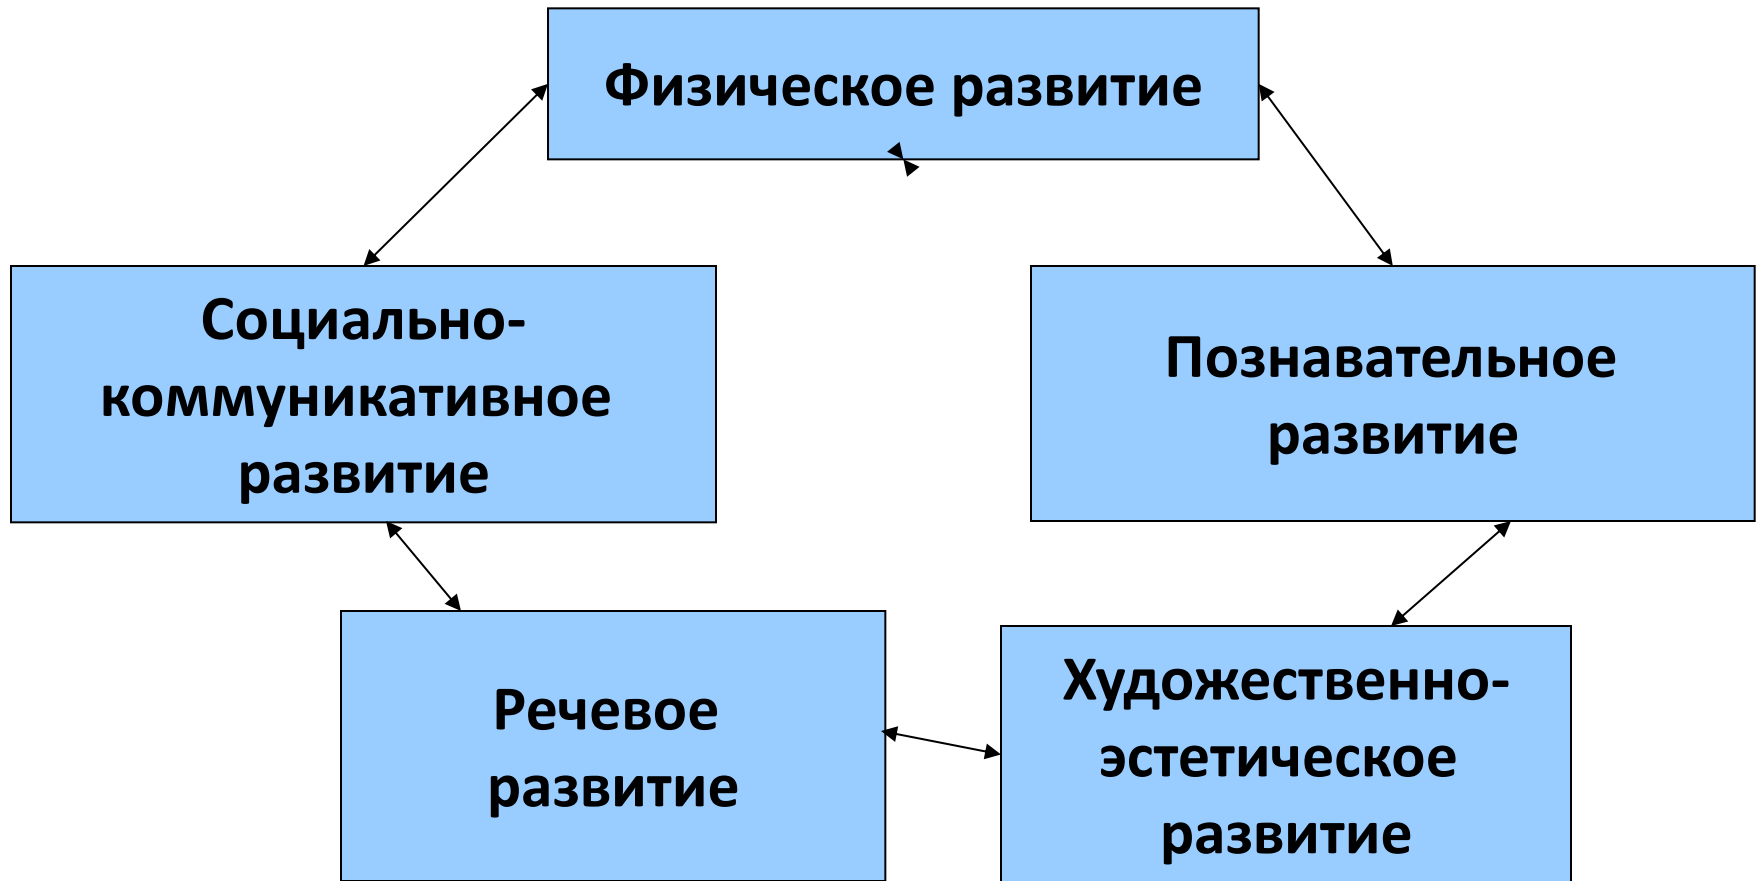 Физическое развитие
Социально-
коммуникативное
развитие
Познавательное
развитие
Речевое
развитие
Художественно-
эстетическое
развитие